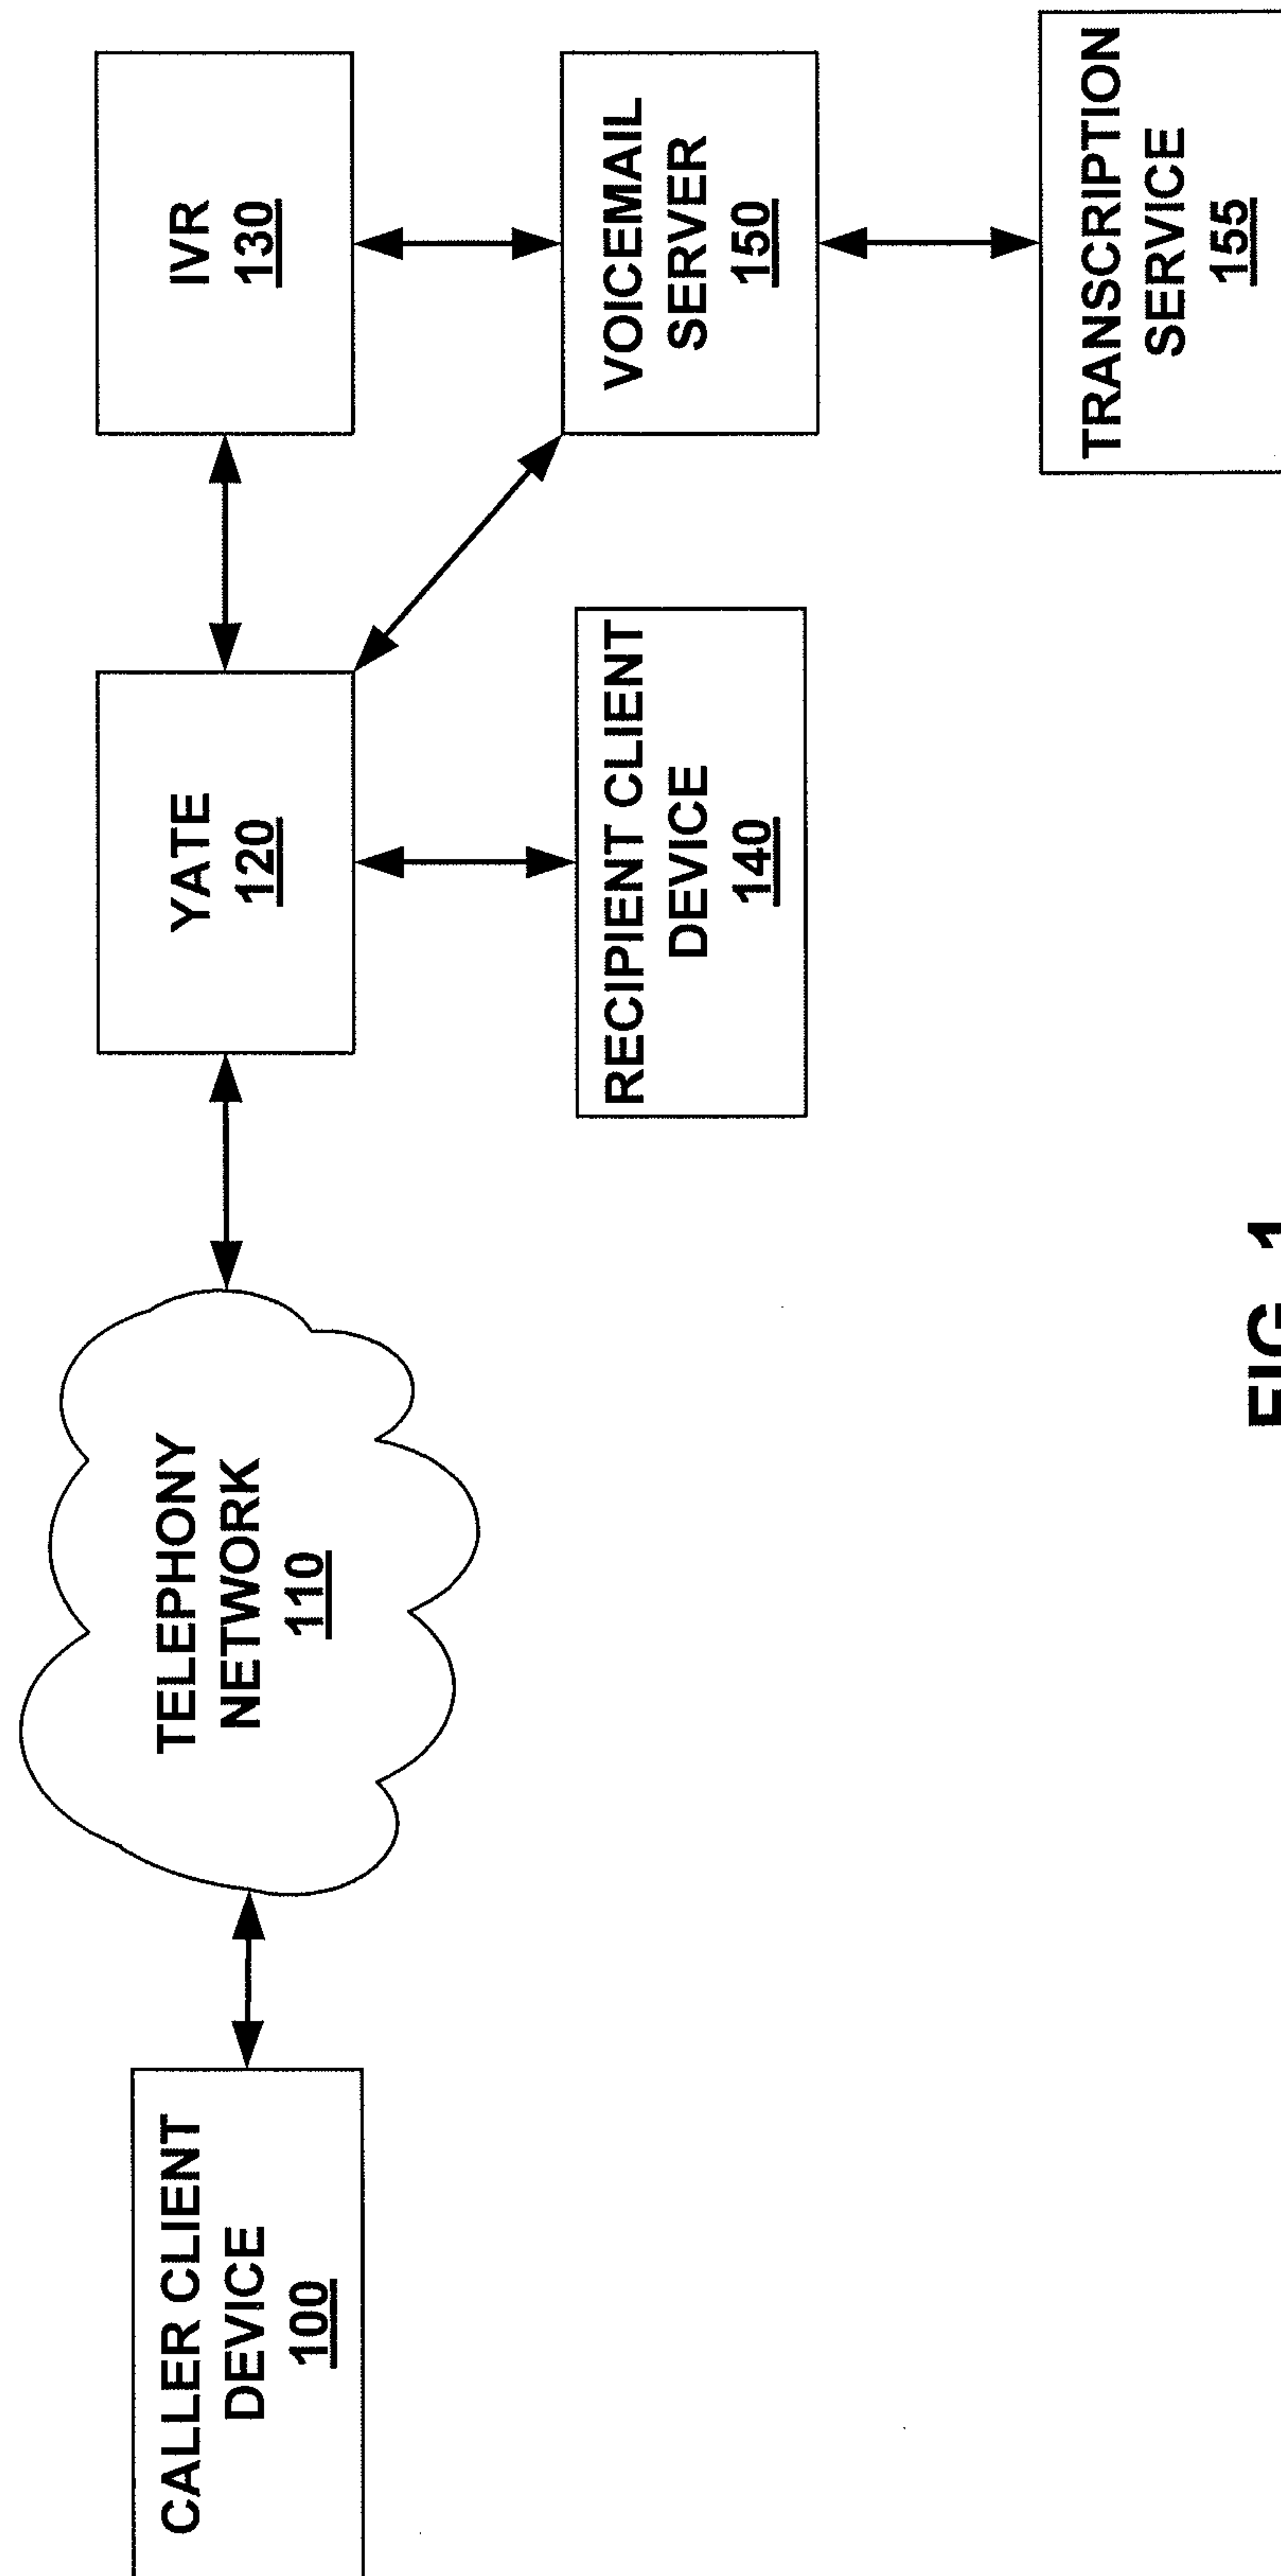 CALLER CLIENT
DEVICE
100
TELEPHONY
NETWORK
110
YATE
120
IVR
130
RECIPIENT CLIENT
DEVICE
140
VOICEMAIL
SERVER
150
TRANSCRIPTION
SERVICE
155
FIG. 1